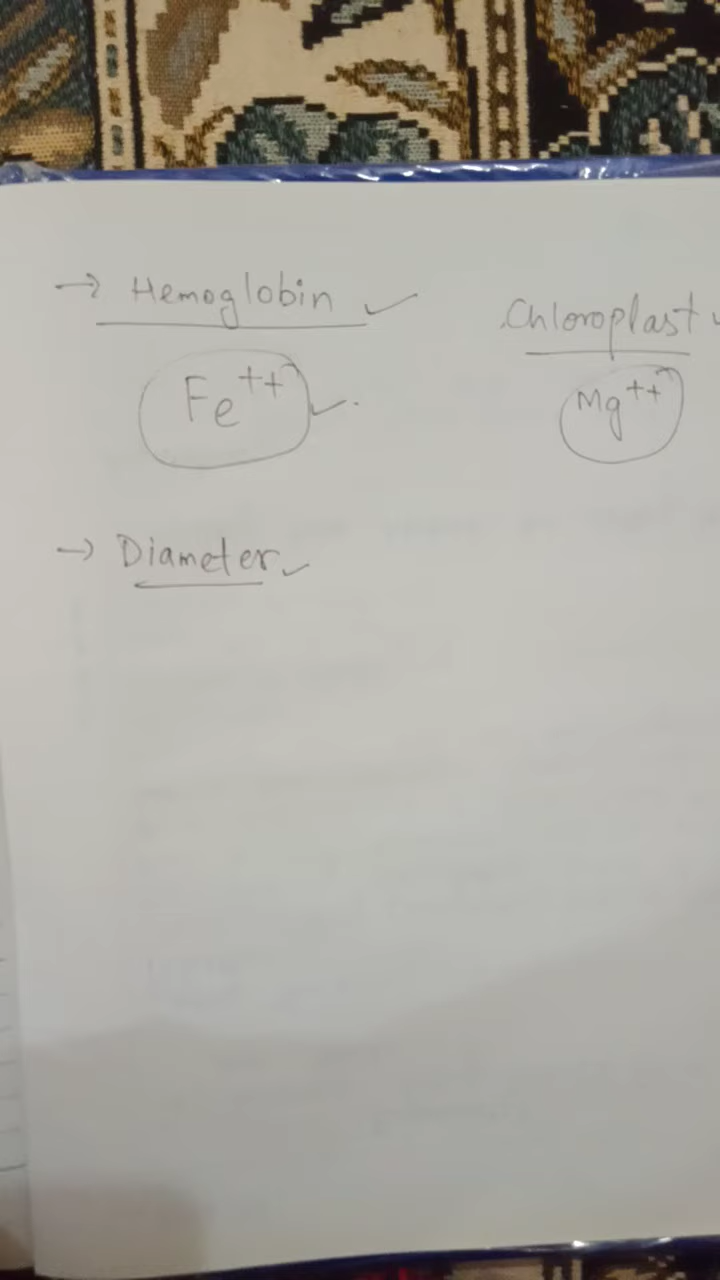 → Hemoglobin ✓ Chloroplast ✓
Fe⁺⁺ ✓ Mg⁺⁺
→ Diameter ✓